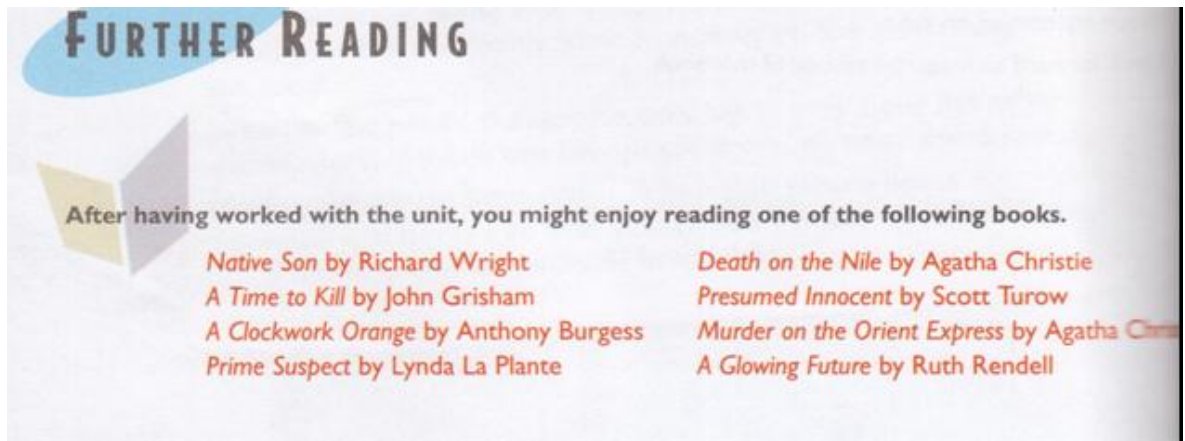 FURTHER READING
After having worked with the unit, you might enjoy reading one of the following books.
Native Son by Richard Wright
A Time to Kill by John Grisham
A Clockwork Orange by Anthony Burgess
Prime Suspect by Lynda La Plante
Death on the Nile by Agatha Christie
Presumed Innocent by Scott Turow
Murder on the Orient Express by Agatha
A Glowing Future by Ruth Rendell